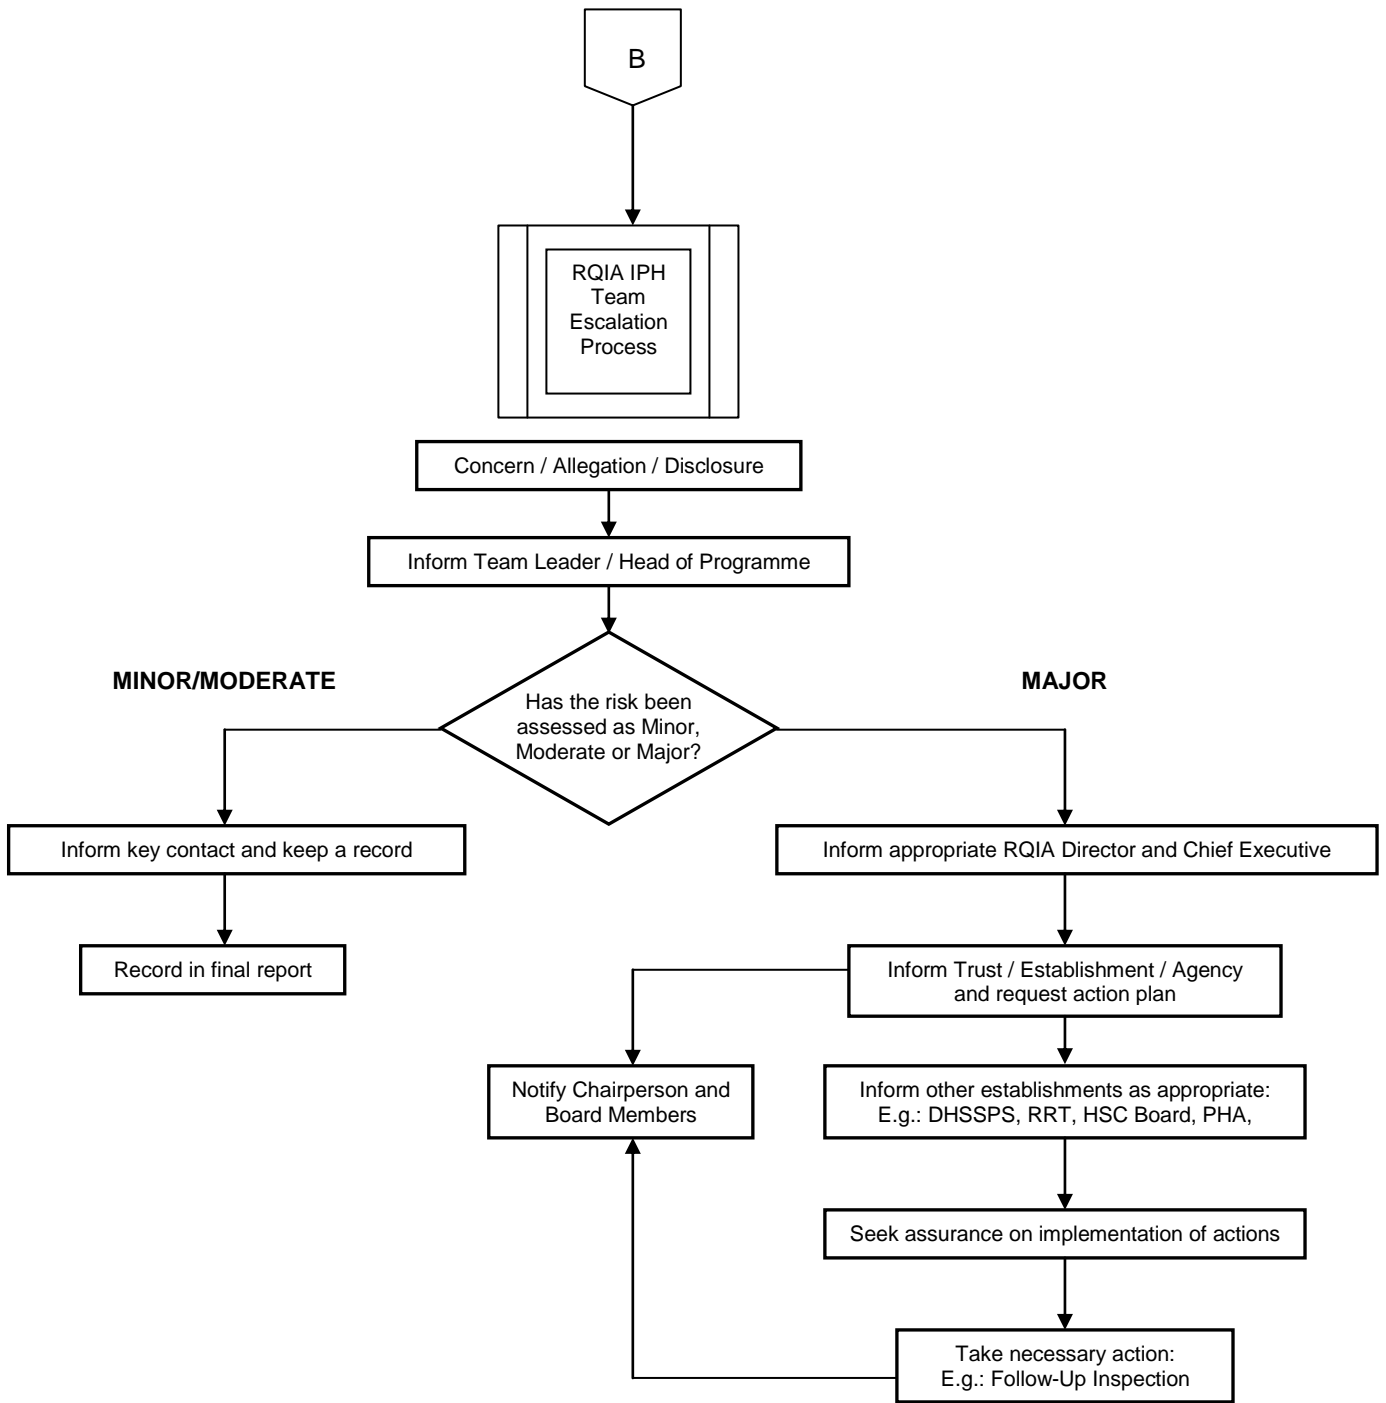 B
RQIA IPH
Team
Escalation
Process
Concern / Allegation / Disclosure
Inform Team Leader / Head of Programme
MINOR/MODERATE
MAJOR
Has the risk been
assessed as Minor,
Moderate or Major?
Inform key contact and keep a record
Inform appropriate RQIA Director and Chief Executive
Record in final report
Inform Trust / Establishment / Agency
and request action plan
Notify Chairperson and
Board Members
Inform other establishments as appropriate:
E.g.: DHSSPS, RRT, HSC Board, PHA,
Seek assurance on implementation of actions
Take necessary action:
E.g.: Follow-Up Inspection